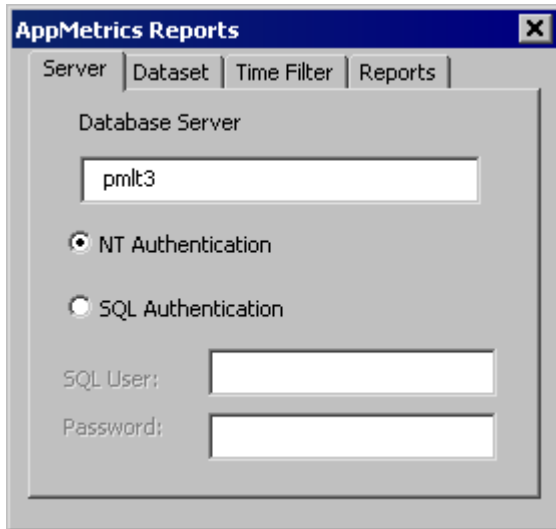 AppMetrics Reports
Server Dataset Time Filter Reports
Database Server
pmlt3
NT Authentication
SQL Authentication
SQL User:
Password: